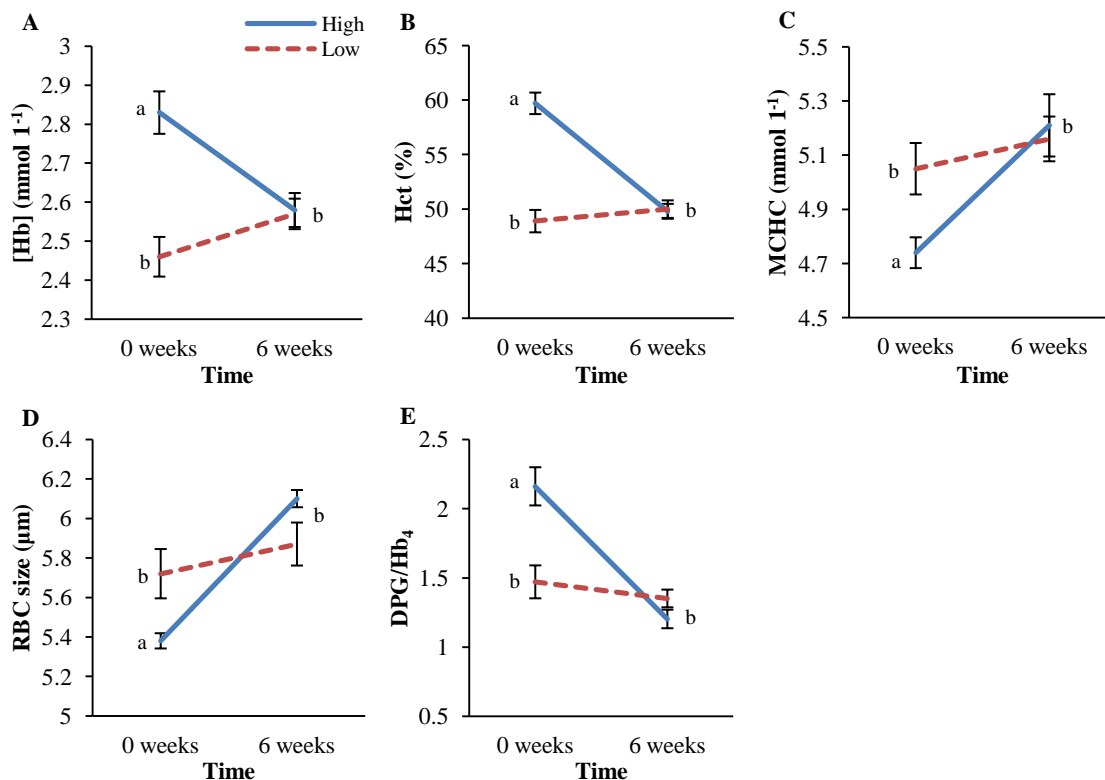 A
High
Low
[Hb] (mmol 1-1)
3
2.9
2.8
2.7
2.6
2.5
2.4
2.3
a
b
b
0 weeks 6 weeks
Time
B
Hct (%)
65
60
55
50
45
40
a
b
b
0 weeks 6 weeks
Time
C
MCHC (mmol 1-1)
5.5
5.3
5.1
4.9
4.7
4.5
b
a
b
0 weeks 6 weeks
Time
D
RBC size (µm)
6.4
6.2
6
5.8
5.6
5.4
5.2
5
b
a
b
0 weeks 6 weeks
Time
E
DPG/Hb4
2.5
2
1.5
1
0.5
a
b
b
0 weeks 6 weeks
Time